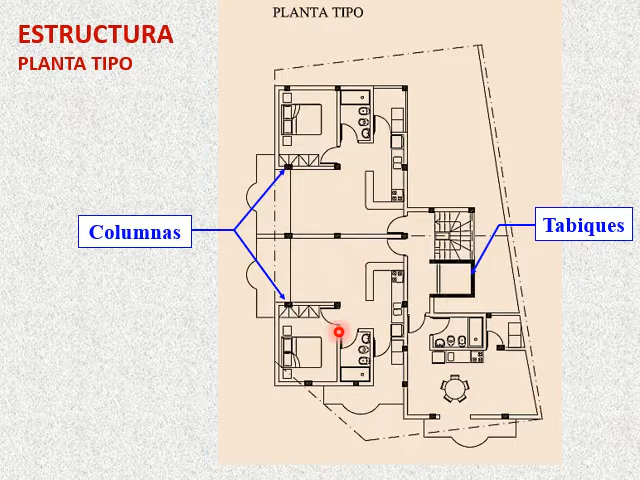 ESTRUCTURA
PLANTA TIPO
PLANTA TIPO
Columnas
Tabiques